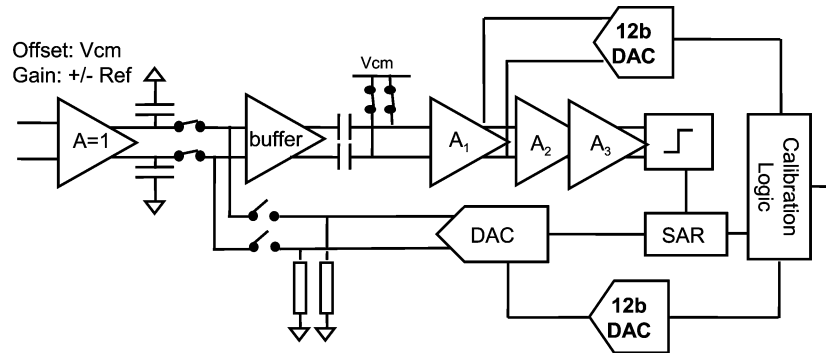 Offset: Vcm
Gain: +/- Ref
A=1
buffer
Vcm
A1
A2
A3
12b
DAC
DAC
SAR
Calibration
Logic
12b
DAC